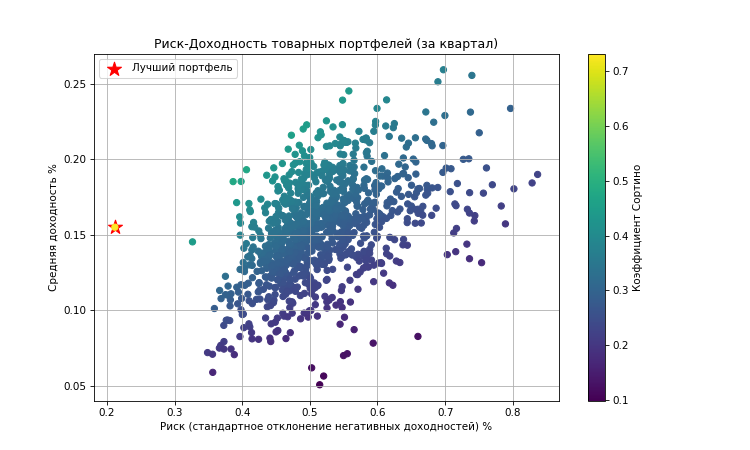 Риск-Доходность товарных портфелей (за квартал)
Лучший портфель
Средняя доходность %
0.25
0.20
0.15
0.10
0.05
0.2 0.3 0.4 0.5 0.6 0.7 0.8
Риск (стандартное отклонение негативных доходностей) %
0.7
0.6
0.5
0.4
0.3
0.2
0.1
Коэффициент Сортино